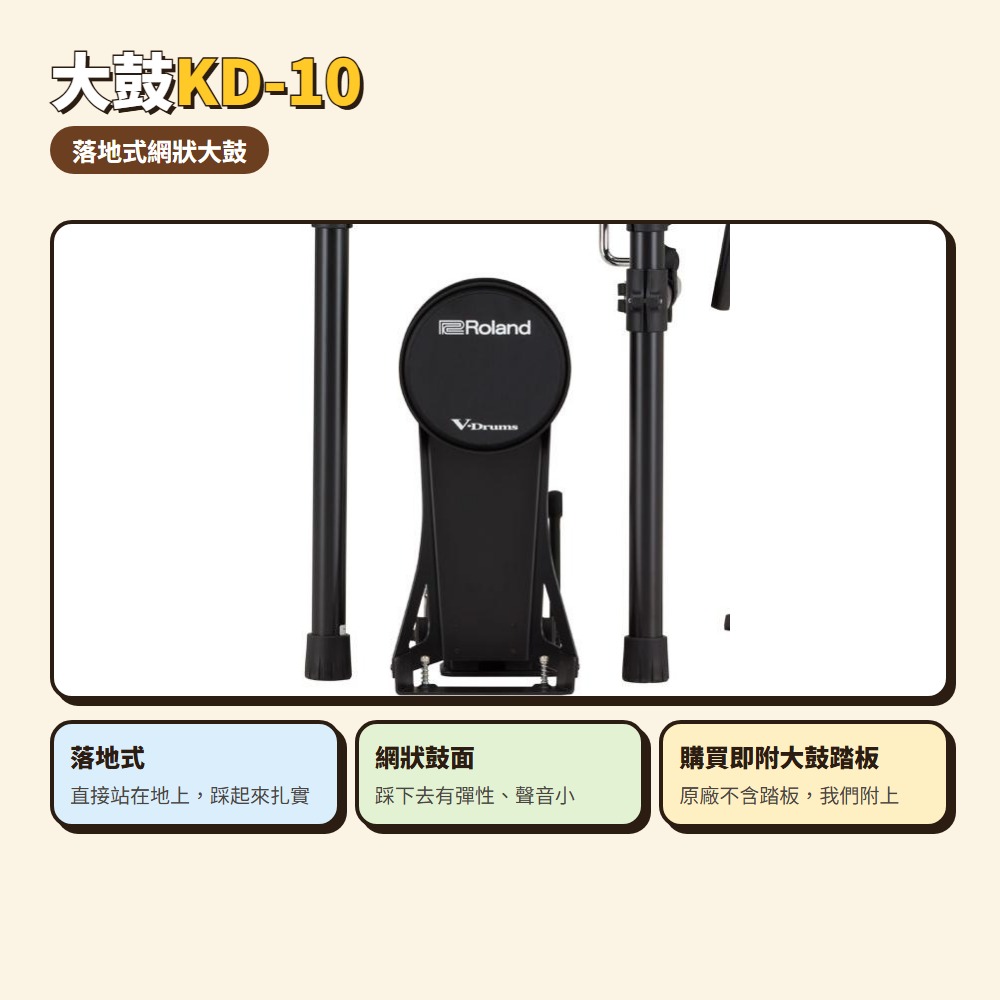 大鼓KD-10
落地式網狀大鼓
Roland
V-Drums
落地式
直接站在地上，踩起來扎實
網狀鼓面
踩下去有彈性、聲音小
購買即附大鼓踏板
原廠不含踏板，我們附上